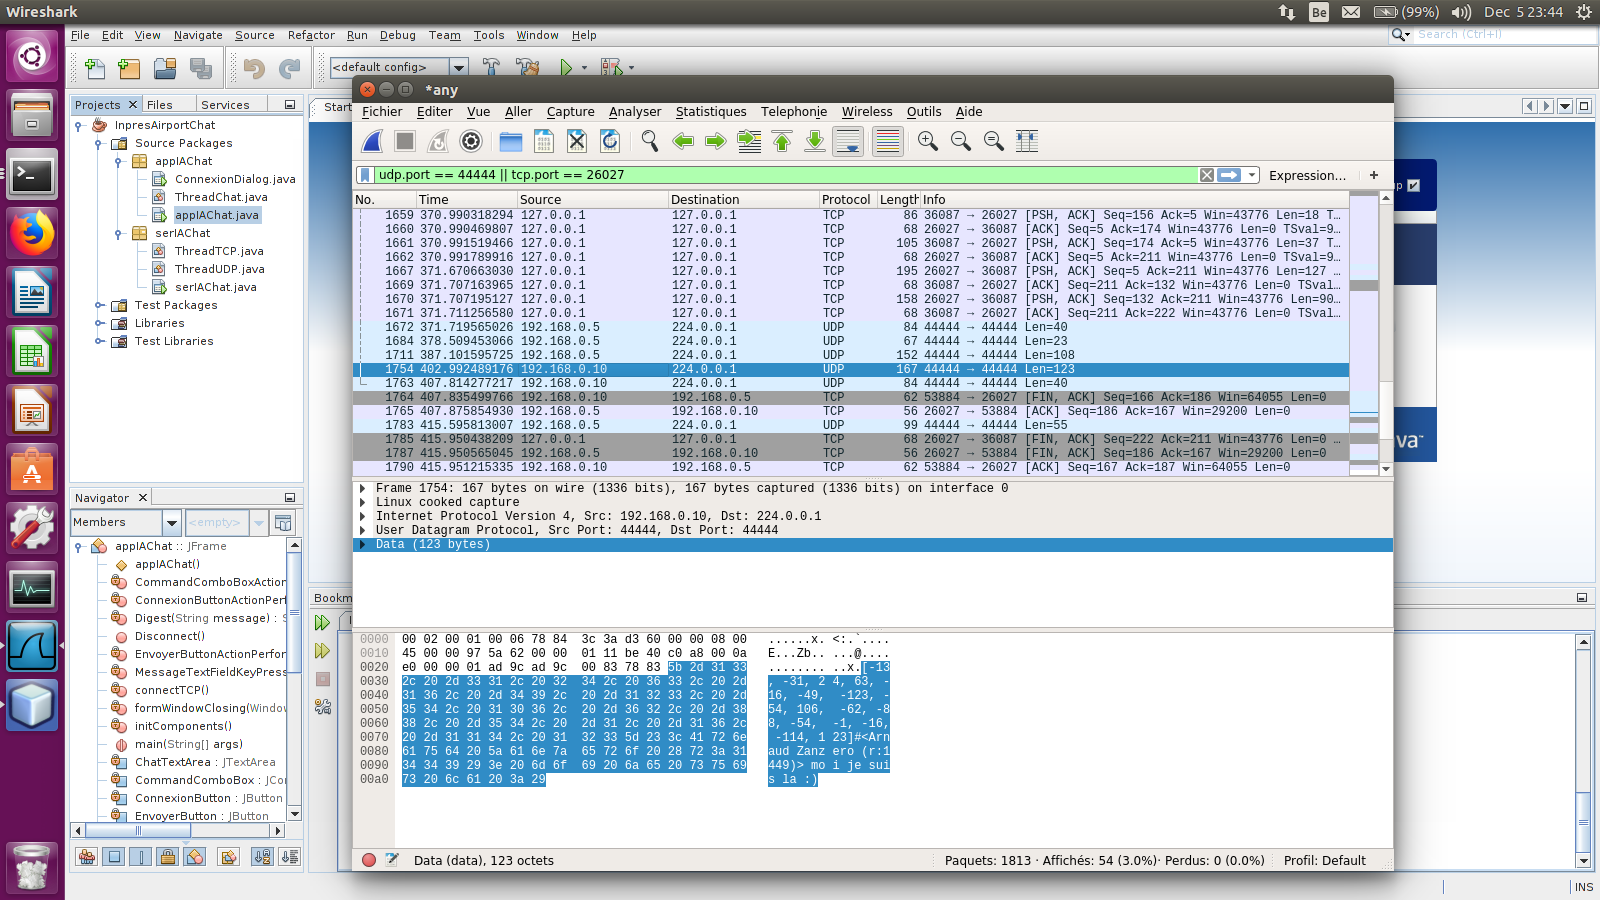 Wireshark
Be
(99%)
Dec 5 23:44
File Edit View Navigate Source Refactor Run Debug Team Tools Window Help
Search (Ctrl+I)
<default config>
Projects Files Services
Start
InpresAirportChat
Source Packages
appIAChat
ConnexionDialog.java
ThreadChat.java
appIAChat.java
serIAChat
ThreadTCP.java
ThreadUDP.java
serIAChat.java
Test Packages
Libraries
Test Libraries
Navigator
Members
<empty>
appIAChat :: JFrame
appIAChat()
CommandComboBoxAction
ConnexionButtonActionPerf
Digest(String message) : S
Disconnect()
EnvoyerButtonActionPerfor
MessageTextFieldKeyPress
connectTCP()
formWindowClosing(Window
initComponents()
main(String[] args)
ChatTextArea : JTextArea
CommandComboBox : JCo
ConnexionButton : JButton
EnvoyerButton : JButton
Bookm
*any
Fichier Editer Vue Aller Capture Analyser Statistiques Telephonie Wireless Outils Aide
udp.port == 44444 || tcp.port == 26027
Expression... +
No. Time Source Destination Protocol Length Info
1659 370.990318294 127.0.0.1 127.0.0.1 TCP 86 36087 → 26027 [PSH, ACK] Seq=156 Ack=5 Win=43776 Len=18 T…
1660 370.990469807 127.0.0.1 127.0.0.1 TCP 68 26027 → 36087 [ACK] Seq=5 Ack=174 Win=43776 Len=0 TSval=9…
1661 370.991519466 127.0.0.1 127.0.0.1 TCP 105 36087 → 26027 [PSH, ACK] Seq=174 Ack=5 Win=43776 Len=37 T…
1662 370.991789916 127.0.0.1 127.0.0.1 TCP 68 26027 → 36087 [ACK] Seq=5 Ack=211 Win=43776 Len=0 TSval=9…
1667 371.670663030 127.0.0.1 127.0.0.1 TCP 195 26027 → 36087 [PSH, ACK] Seq=5 Ack=211 Win=43776 Len=127 …
1669 371.707163965 127.0.0.1 127.0.0.1 TCP 68 36087 → 26027 [ACK] Seq=211 Ack=132 Win=43776 Len=0 TSval…
1670 371.707195127 127.0.0.1 127.0.0.1 TCP 158 26027 → 36087 [PSH, ACK] Seq=132 Ack=211 Win=43776 Len=90…
1671 371.711256580 127.0.0.1 127.0.0.1 TCP 68 36087 → 26027 [ACK] Seq=211 Ack=222 Win=43776 Len=0 TSval…
1672 371.719565026 192.168.0.5 224.0.0.1 UDP 84 44444 → 44444 Len=40
1684 378.509453066 192.168.0.5 224.0.0.1 UDP 67 44444 → 44444 Len=23
1711 387.101595725 192.168.0.5 224.0.0.1 UDP 152 44444 → 44444 Len=108
1754 402.992489176 192.168.0.10 224.0.0.1 UDP 167 44444 → 44444 Len=123
1763 407.814277217 192.168.0.10 224.0.0.1 UDP 84 44444 → 44444 Len=40
1764 407.835499766 192.168.0.10 192.168.0.5 TCP 62 53884 → 26027 [FIN, ACK] Seq=166 Ack=186 Win=64055 Len=0
1765 407.875854930 192.168.0.5 192.168.0.10 TCP 56 26027 → 53884 [ACK] Seq=186 Ack=167 Win=29200 Len=0
1783 415.595813007 192.168.0.5 224.0.0.1 UDP 99 44444 → 44444 Len=55
1785 415.950438209 127.0.0.1 127.0.0.1 TCP 68 26027 → 36087 [FIN, ACK] Seq=222 Ack=211 Win=43776 Len=0 …
1787 415.950565045 192.168.0.5 192.168.0.10 TCP 56 26027 → 53884 [FIN, ACK] Seq=186 Ack=167 Win=29200 Len=0
1790 415.951215335 192.168.0.10 192.168.0.5 TCP 62 53884 → 26027 [ACK] Seq=167 Ack=187 Win=64055 Len=0
Frame 1754: 167 bytes on wire (1336 bits), 167 bytes captured (1336 bits) on interface 0
Linux cooked capture
Internet Protocol Version 4, Src: 192.168.0.10, Dst: 224.0.0.1
User Datagram Protocol, Src Port: 44444, Dst Port: 44444
Data (123 bytes)
0000 00 02 00 01 00 06 78 84 3c 3a d3 60 00 00 08 00 ......x. <:.`....
0010 45 00 00 97 5a 62 00 00 01 11 be 40 c0 a8 00 0a E...Zb.. ...@....
0020 e0 00 00 01 ad 9c ad 9c 00 83 78 83 5b 2d 31 33 ........ ..x.[-13
0030 2c 20 2d 33 31 2c 20 32 34 2c 20 36 33 2c 20 2d , -31, 2 4, 63, -
0040 31 36 2c 20 2d 34 39 2c 20 2d 31 32 33 2c 20 2d 16, -49, -123, -
0050 35 34 2c 20 31 30 36 2c 20 2d 36 32 2c 20 2d 38 54, 106, -62, -8
0060 38 2c 20 2d 35 34 2c 20 2d 31 2c 20 2d 31 36 2c 8, -54, -1, -16,
0070 20 2d 31 31 34 2c 20 31 32 33 5d 23 3c 41 72 6e -114, 1 23]#<Arn
0080 61 75 64 20 5a 61 6e 7a 65 72 6f 20 28 72 3a 31 aud Zanz ero (r:1
0090 34 34 39 29 3e 20 6d 6f 69 20 6a 65 20 73 75 69 449)> mo i je sui
00a0 73 20 6c 61 20 3a 29 s la :)
Data (data), 123 octets
Paquets: 1813 · Affichés: 54 (3.0%)· Perdus: 0 (0.0%)
Profil: Default
INS